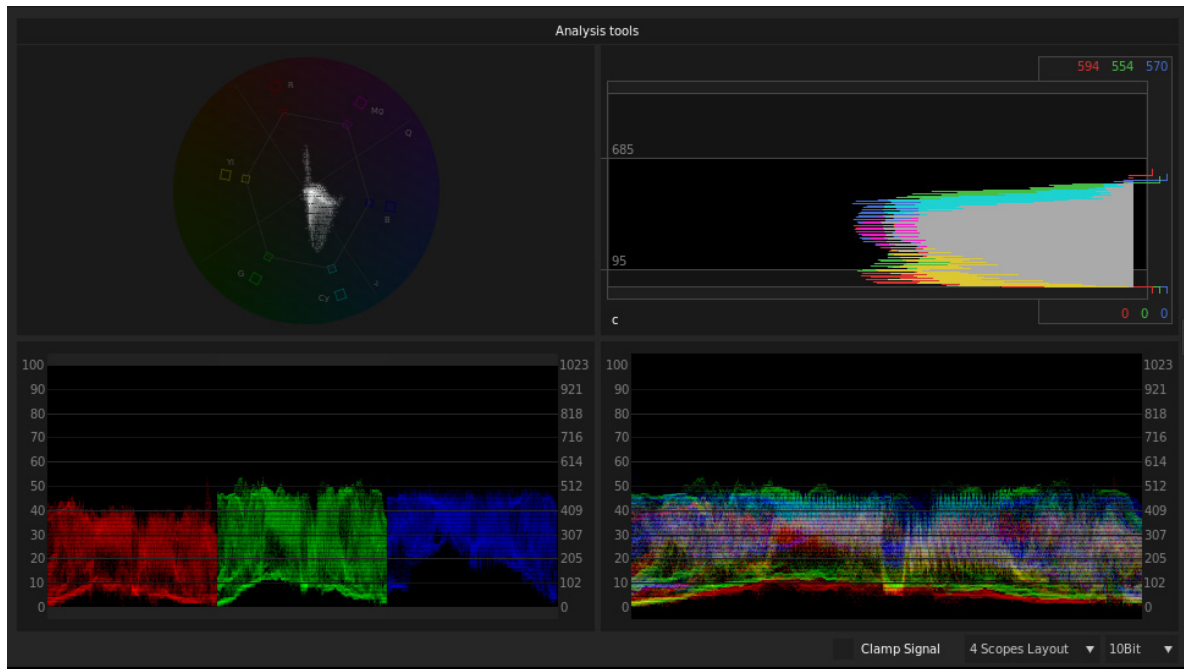 Analysis tools
R
MG
Q
YI
B
G
CY
-I
594 554 570
685
95
0 0 0
c
100 1023
90 921
80 818
70 716
60 614
50 512
40 409
30 307
20 205
10 102
0 0
100 1023
90 921
80 818
70 716
60 614
50 512
40 409
30 307
20 205
10 102
0 0
Clamp Signal 4 Scopes Layout ▼ 10Bit ▼